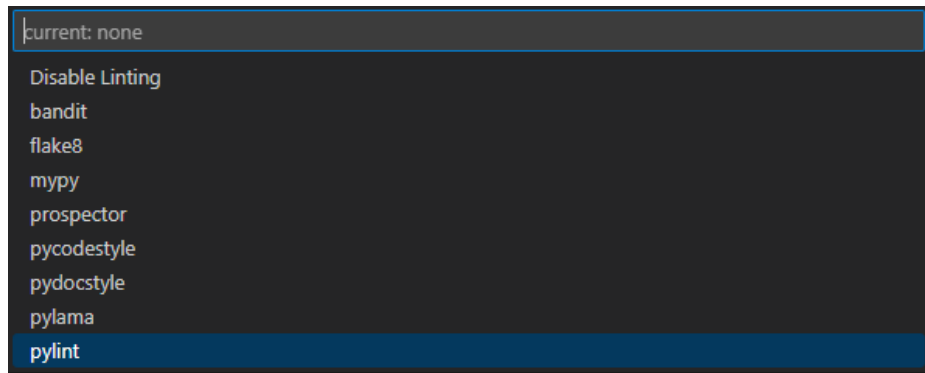 current: none
Disable Linting
bandit
flake8
mypy
prospector
pycodestyle
pydocstyle
pylama
pylint